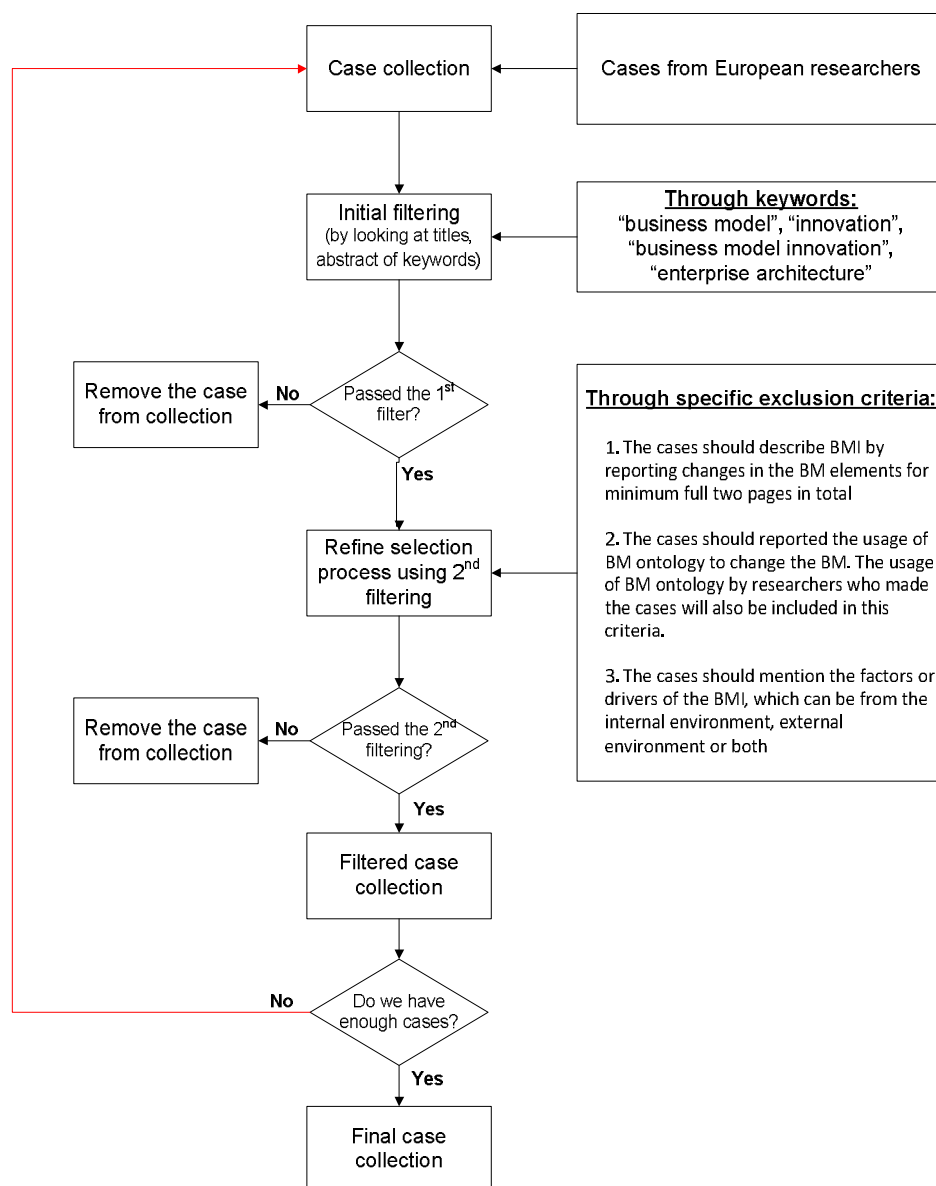 Case collection
Cases from European researchers
Initial filtering
(by looking at titles,
abstract of keywords)
Through keywords:
“business model”, “innovation”,
“business model innovation”,
“enterprise architecture”
Passed the 1st
filter?
No
Remove the case
from collection
Yes
Refine selection
process using 2nd
filtering
Through specific exclusion criteria:
1. The cases should describe BMI by
reporting changes in the BM elements for
minimum full two pages in total
2. The cases should reported the usage of
BM ontology to change the BM. The usage
of BM ontology by researchers who made
the cases will also be included in this
criteria.
3. The cases should mention the factors or
drivers of the BMI, which can be from the
internal environment, external
environment or both
Passed the 2nd
filtering?
No
Remove the case
from collection
Yes
Filtered case
collection
Do we have
enough cases?
No
Yes
Final case
collection